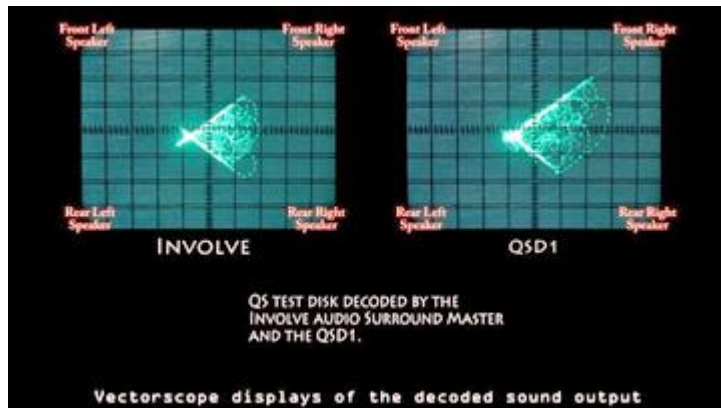 Front Left
Speaker
Front Right
Speaker
Front Left
Speaker
Front Right
Speaker
Rear Left
Speaker
Rear Right
Speaker
Rear Left
Speaker
Rear Right
Speaker
INVOLVE
QSD1
QS TEST DISK DECODED BY THE
INVOLVE AUDIO SURROUND MASTER
AND THE QSD1.
Vectorscope displays of the decoded sound output